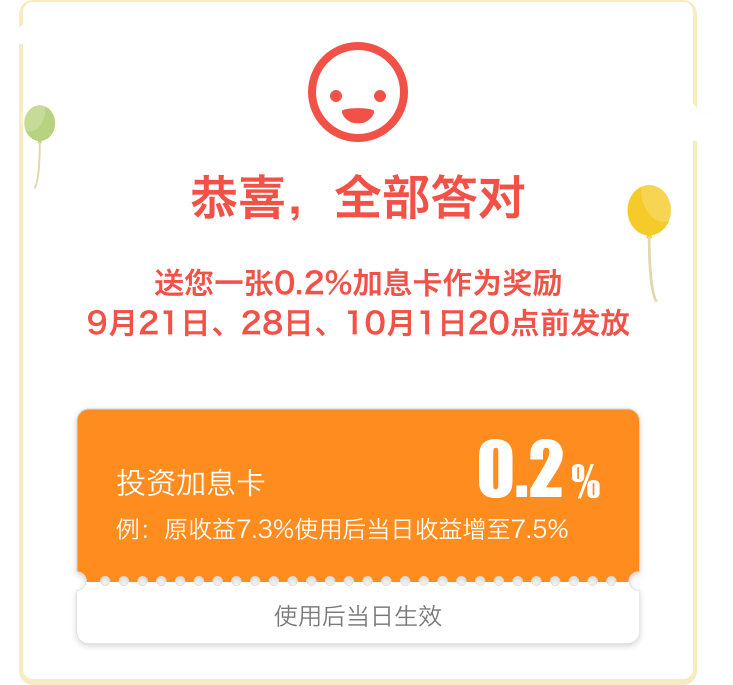 恭喜，全部答对
送您一张0.2%加息卡作为奖励
9月21日、28日、10月1日20点前发放
投资加息卡 0.2%
例：原收益7.3%使用后当日收益增至7.5%
使用后当日生效